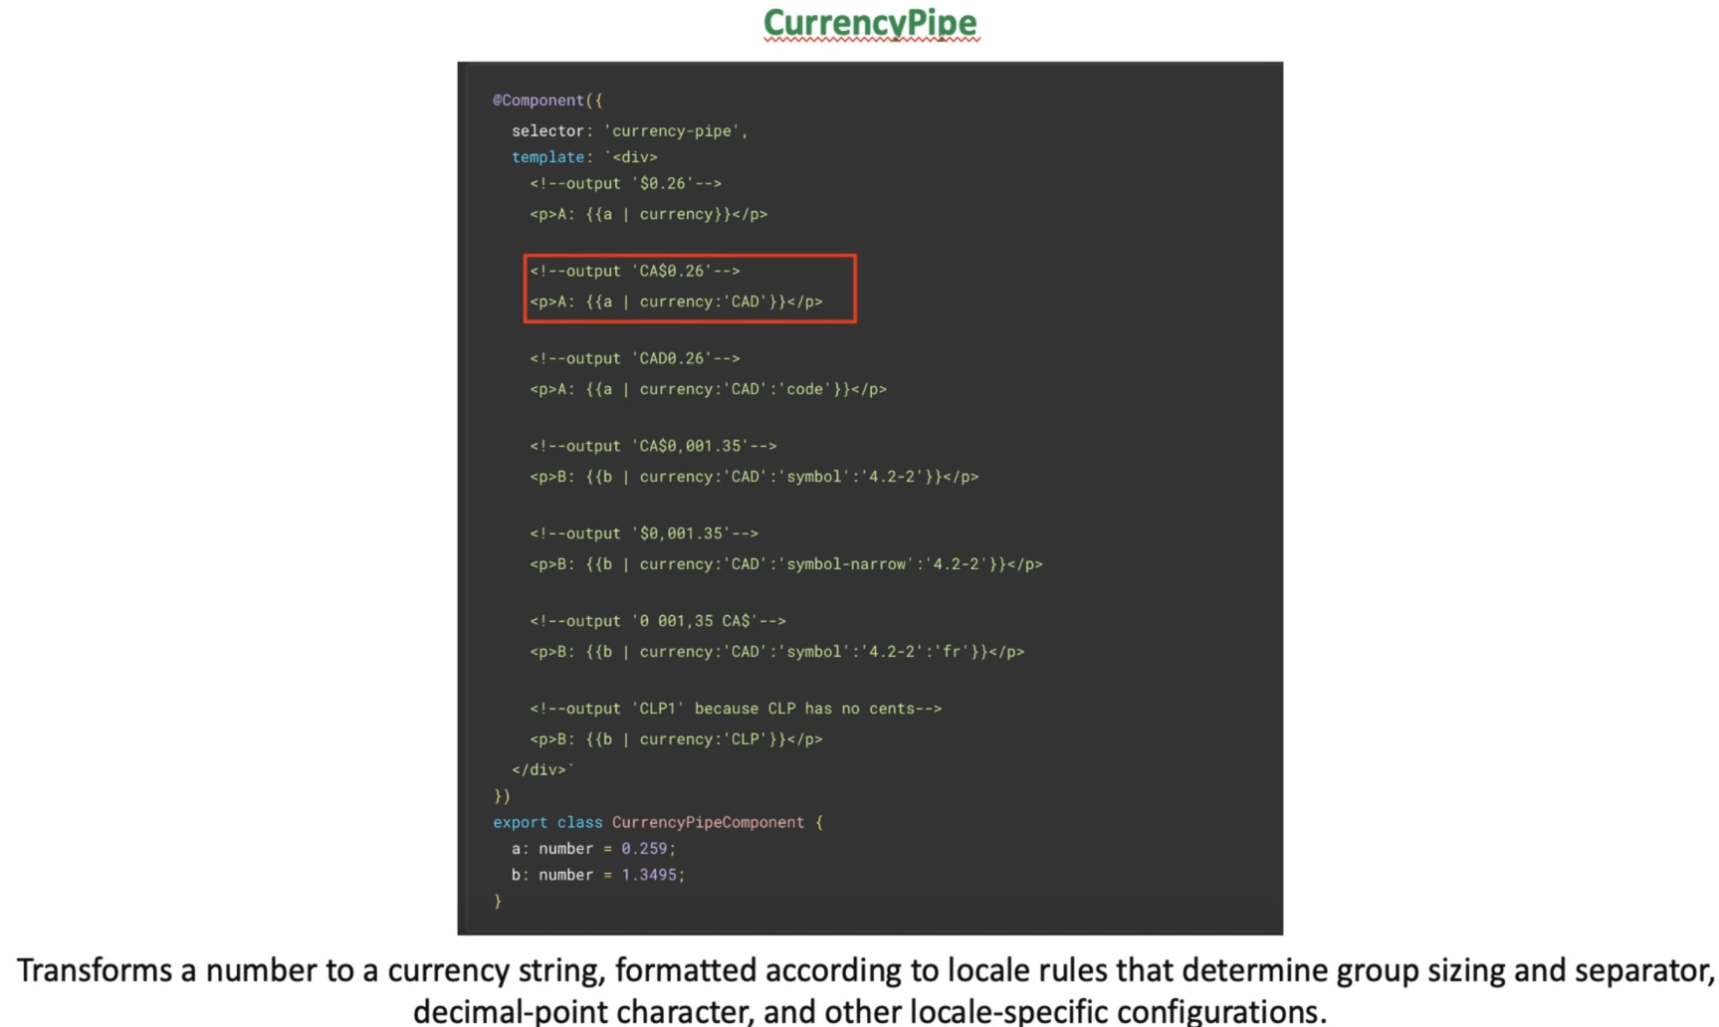 CurrencyPipe
@Component({
selector: 'currency-pipe',
template: `<div>
<!--output '$0.26'-->
<p>A: {{a | currency}}</p>
<!--output 'CA$0.26'-->
<p>A: {{a | currency:'CAD'}}</p>
<!--output 'CAD0.26'-->
<p>A: {{a | currency:'CAD':'code'}}</p>
<!--output 'CA$0,001.35'-->
<p>B: {{b | currency:'CAD':'symbol':'4.2-2'}}</p>
<!--output '$0,001.35'-->
<p>B: {{b | currency:'CAD':'symbol-narrow':'4.2-2'}}</p>
<!--output '0 001,35 CA$'-->
<p>B: {{b | currency:'CAD':'symbol':'4.2-2':'fr'}}</p>
<!--output 'CLP1' because CLP has no cents-->
<p>B: {{b | currency:'CLP'}}</p>
</div>`
})
export class CurrencyPipeComponent {
a: number = 0.259;
b: number = 1.3495;
}
Transforms a number to a currency string, formatted according to locale rules that determine group sizing and separator,
decimal-point character, and other locale-specific configurations.